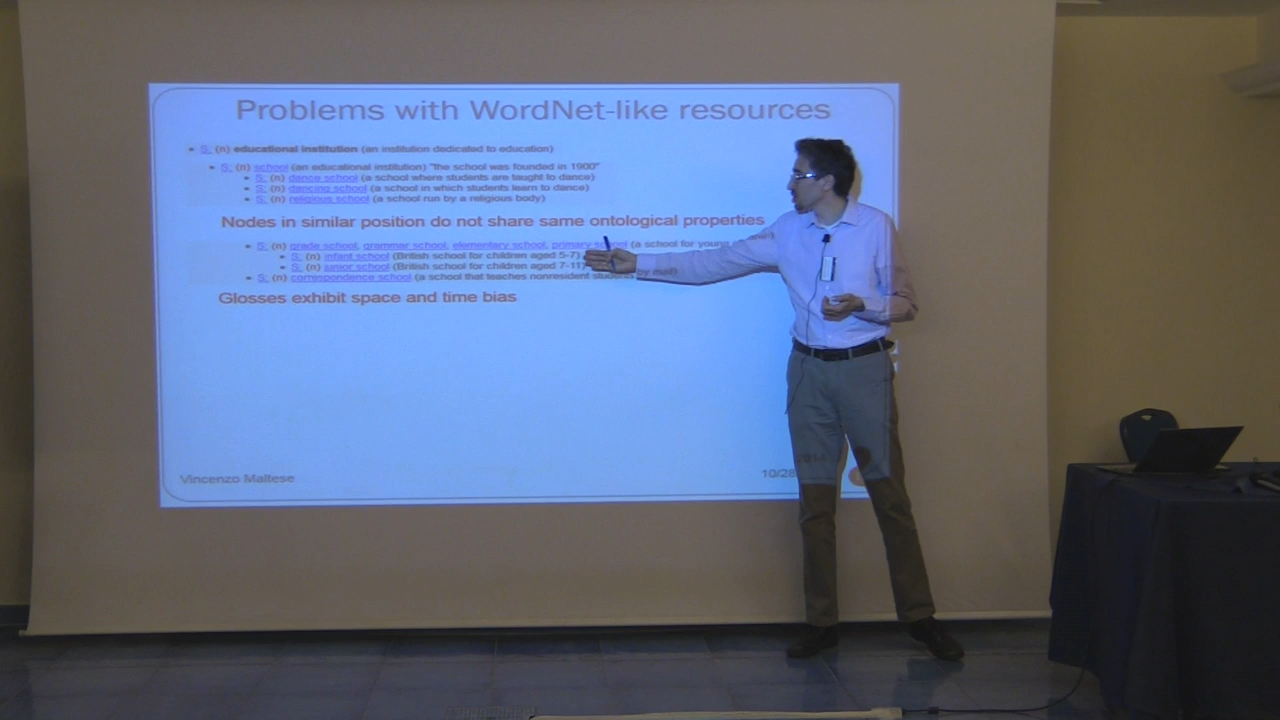 Problems with WordNet-like resources
• S: (n) educational institution (an institution dedicated to education)
• S: (n) school (an educational institution) "the school was founded in 1900"
• S: (n) dance school (a school where students are taught to dance)
• S: (n) dancing school (a school in which students learn to dance)
• S: (n) religious school (a school run by a religious body)
Nodes in similar position do not share same ontological properties
• S: (n) grade school, grammar school, elementary school, primary school (a school for young
• S: (n) infant school (British school for children aged 5-7)
• S: (n) junior school (British school for children aged 7-11)
• S: (n) correspondence school (a school that teaches nonresident students by mail)
Glosses exhibit space and time bias
Vincenzo Maltese
10/28